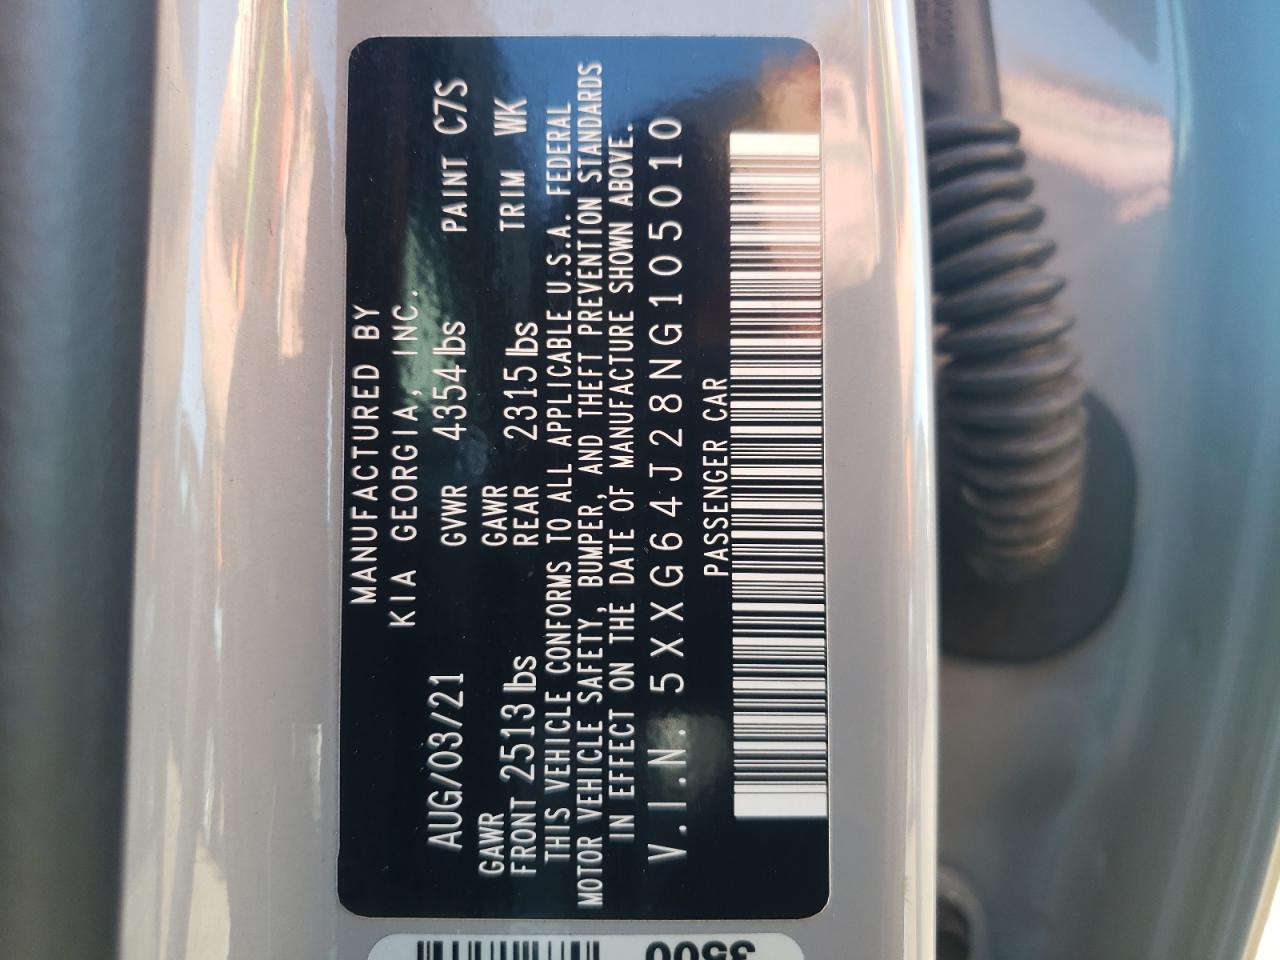 MANUFACTURED BY
KIA GEORGIA, INC.
AUG/03/21 GVWR 4354 lbs PAINT C7S
GAWR GAWR
FRONT 2513 lbs REAR 2315 lbs TRIM WK
THIS VEHICLE CONFORMS TO ALL APPLICABLE U.S.A. FEDERAL
MOTOR VEHICLE SAFETY, BUMPER, AND THEFT PREVENTION STANDARDS
IN EFFECT ON THE DATE OF MANUFACTURE SHOWN ABOVE.
V.I.N. 5XXG64J28NG105010
PASSENGER CAR
3500